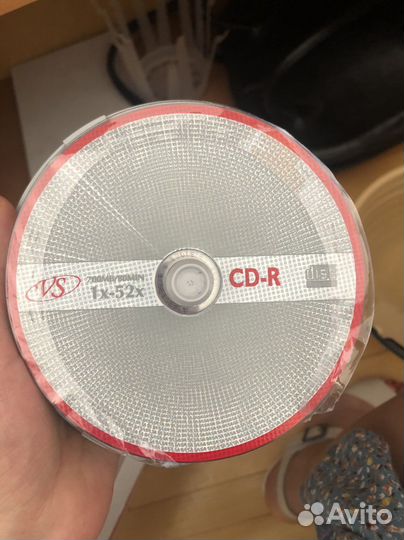 VS
700MB/80MIN
1x-52x
CD-R
Avito